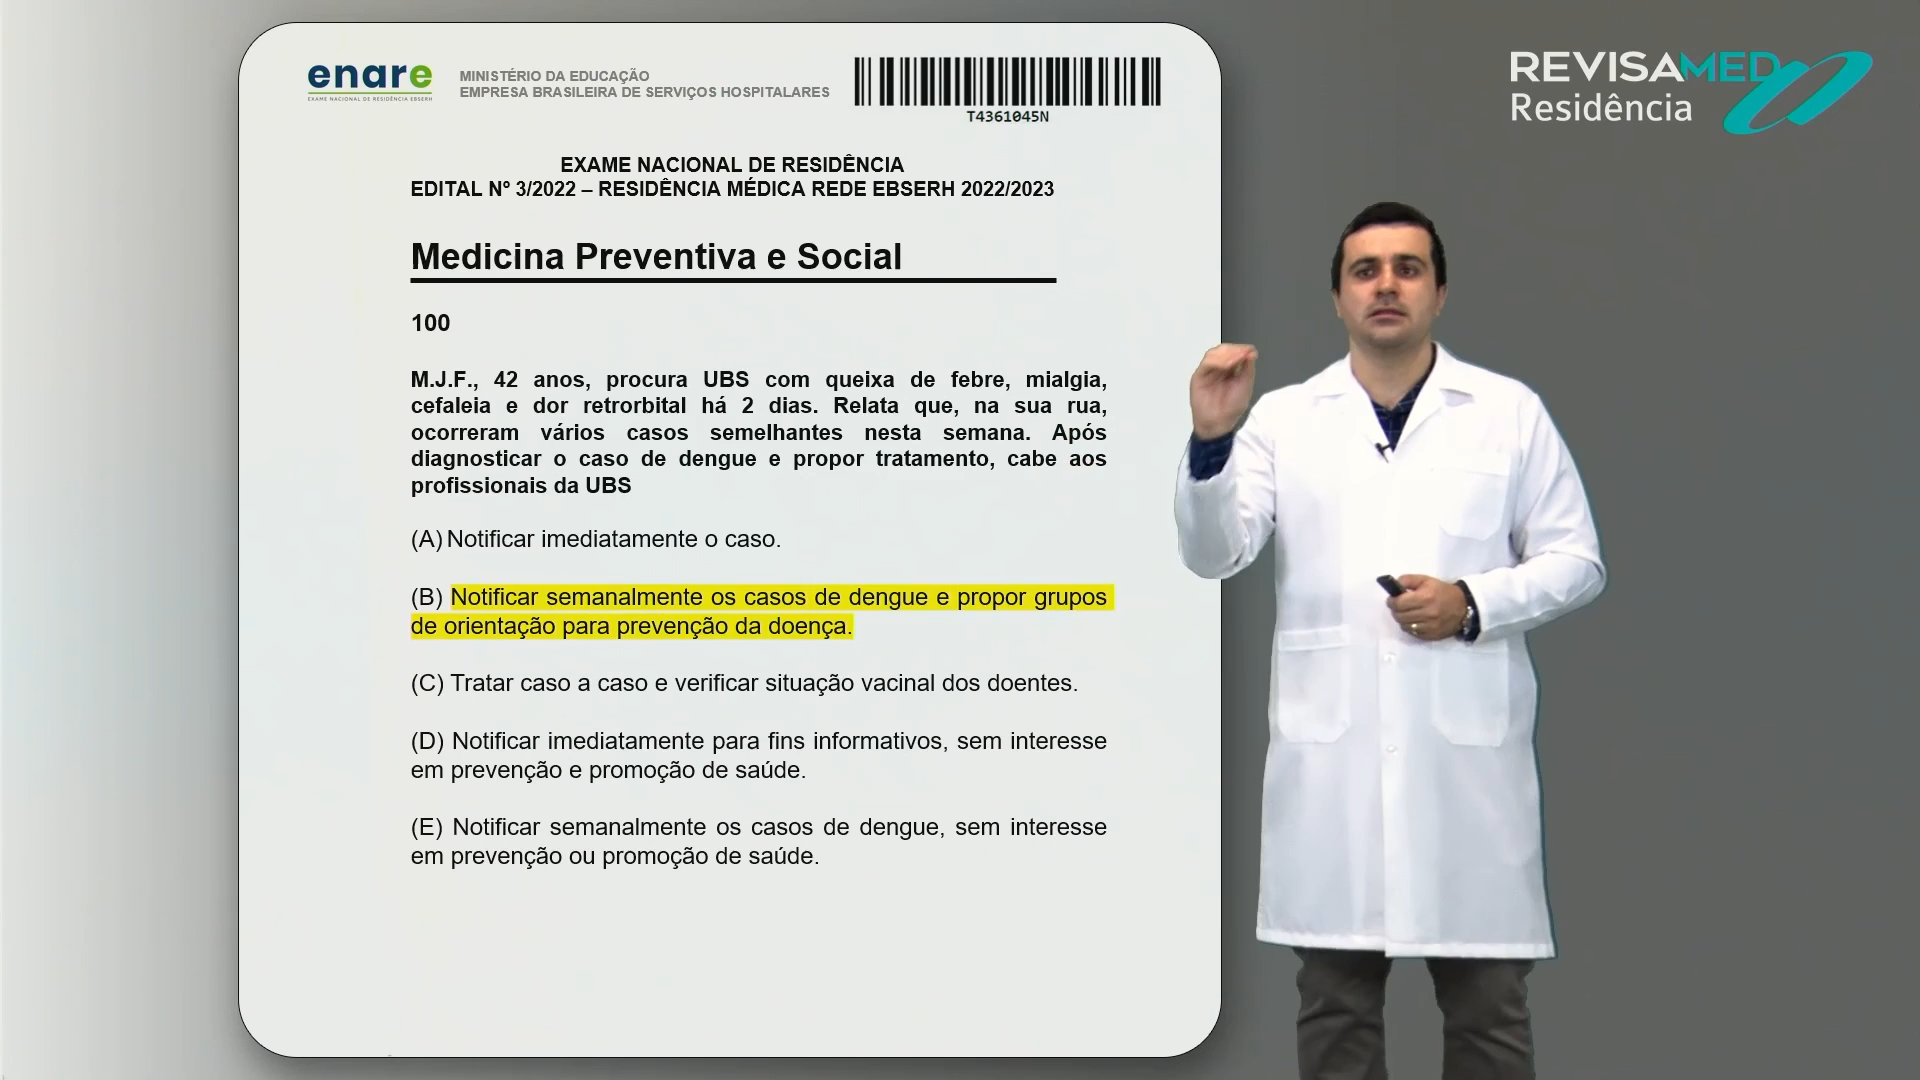 enare
EXAME NACIONAL DE RESIDÊNCIA EBSERH
MINISTÉRIO DA EDUCAÇÃO
EMPRESA BRASILEIRA DE SERVIÇOS HOSPITALARES
T4361045N
REVISAMED
Residência
EXAME NACIONAL DE RESIDÊNCIA
EDITAL Nº 3/2022 – RESIDÊNCIA MÉDICA REDE EBSERH 2022/2023
Medicina Preventiva e Social
100
M.J.F., 42 anos, procura UBS com queixa de febre, mialgia,
cefaleia e dor retrorbital há 2 dias. Relata que, na sua rua,
ocorreram vários casos semelhantes nesta semana. Após
diagnosticar o caso de dengue e propor tratamento, cabe aos
profissionais da UBS
(A) Notificar imediatamente o caso.
(B) Notificar semanalmente os casos de dengue e propor grupos
de orientação para prevenção da doença.
(C) Tratar caso a caso e verificar situação vacinal dos doentes.
(D) Notificar imediatamente para fins informativos, sem interesse
em prevenção e promoção de saúde.
(E) Notificar semanalmente os casos de dengue, sem interesse
em prevenção ou promoção de saúde.